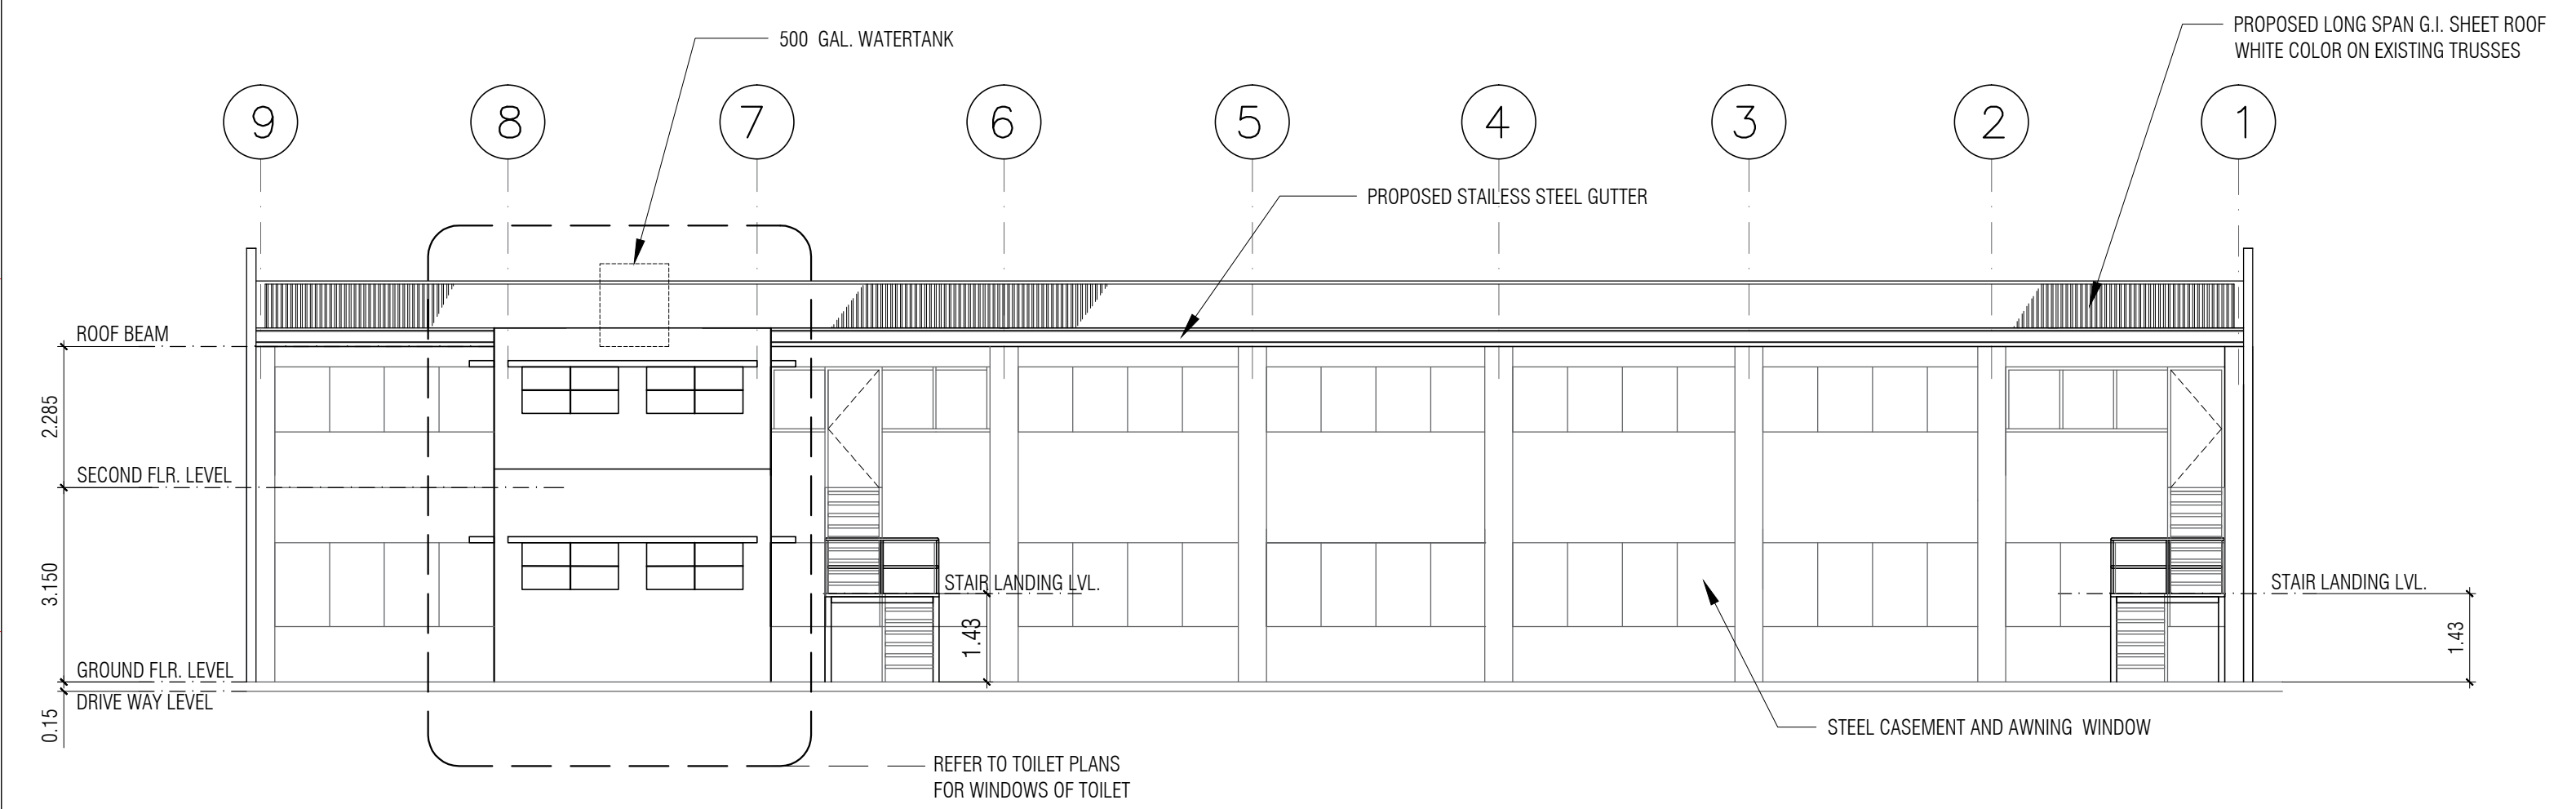 PROPOSED LONG SPAN G.I. SHEET ROOF
WHITE COLOR ON EXISTING TRUSSES
500 GAL. WATERTANK
9 8 7 6 5 4 3 2 1
PROPOSED STAILESS STEEL GUTTER
ROOF BEAM
2.285
SECOND FLR. LEVEL
3.150
STAIR LANDING LVL.
1.43
STAIR LANDING LVL.
1.43
GROUND FLR. LEVEL
DRIVE WAY LEVEL
0.15
STEEL CASEMENT AND AWNING WINDOW
REFER TO TOILET PLANS
FOR WINDOWS OF TOILET